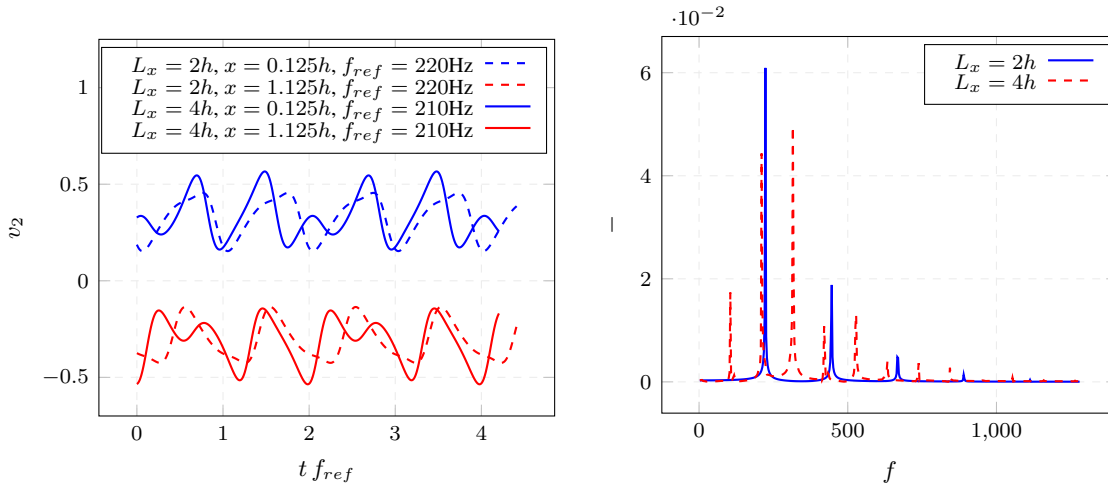 L_x = 2h, x = 0.125h, f_ref = 220Hz
L_x = 2h, x = 1.125h, f_ref = 220Hz
L_x = 4h, x = 0.125h, f_ref = 210Hz
L_x = 4h, x = 1.125h, f_ref = 210Hz
1
0.5
0
−0.5
v_2
0 1 2 3 4
t f_ref
·10^−2
L_x = 2h
L_x = 4h
6
4
2
0
–
0 500 1,000
f